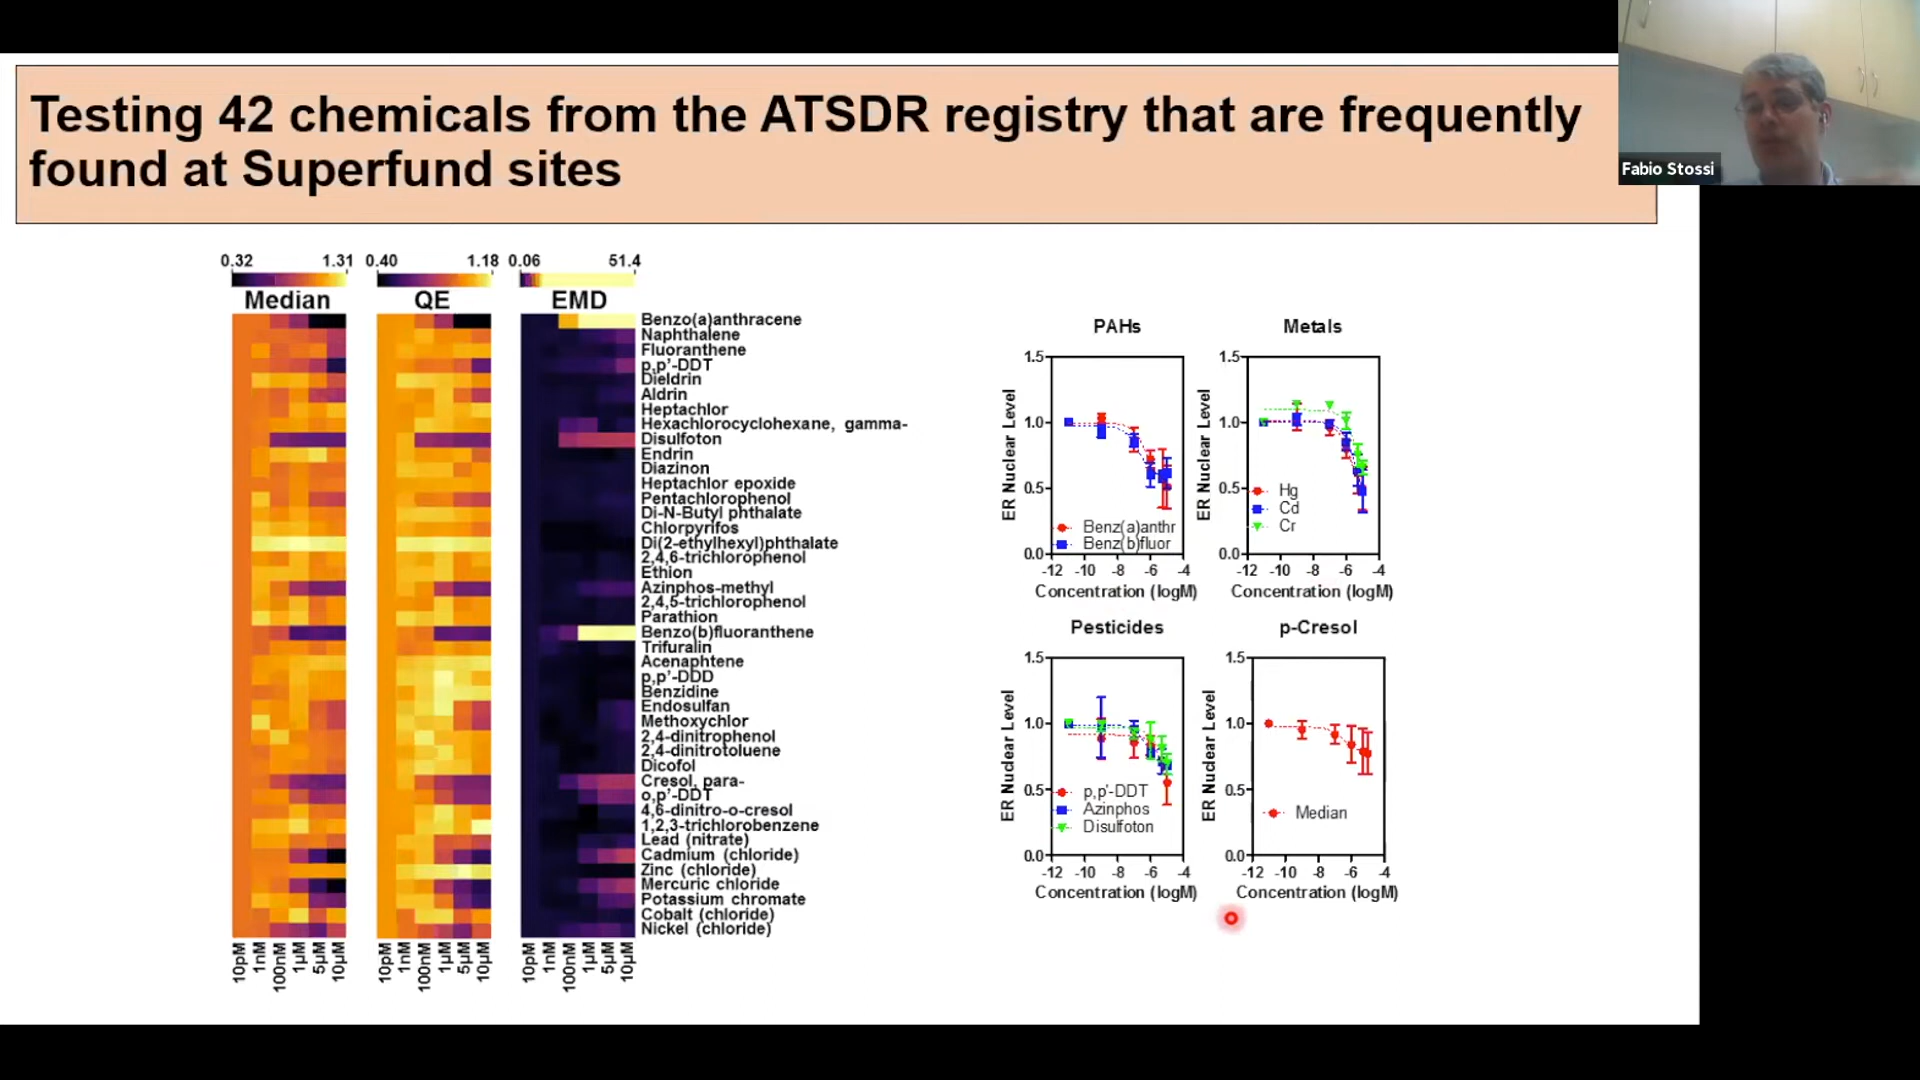 Testing 42 chemicals from the ATSDR registry that are frequently
found at Superfund sites
Fabio Stossi
0.32 1.31 0.40 1.18 0.06 51.4
Median QE EMD
Benzo(a)anthracene
Naphthalene
Fluoranthene
p,p'-DDT
Dieldrin
Aldrin
Heptachlor
Hexachlorocyclohexane, gamma-
Disulfoton
Endrin
Diazinon
Heptachlor epoxide
Pentachlorophenol
Di-N-Butyl phthalate
Chlorpyrifos
Di(2-ethylhexyl)phthalate
2,4,6-trichlorophenol
Ethion
Azinphos-methyl
2,4,5-trichlorophenol
Parathion
Benzo(b)fluoranthene
Trifuralin
Acenaphtene
p,p'-DDD
Benzidine
Endosulfan
Methoxychlor
2,4-dinitrophenol
2,4-dinitrotoluene
Dicofol
Cresol, para-
o,p'-DDT
4,6-dinitro-o-cresol
1,2,3-trichlorobenzene
Lead (nitrate)
Cadmium (chloride)
Zinc (chloride)
Mercuric chloride
Potassium chromate
Cobalt (chloride)
Nickel (chloride)
10pM 1nM 100nM 1µM 5µM 10µM
10pM 1nM 100nM 1µM 5µM 10µM
10pM 1nM 100nM 1µM 5µM 10µM
PAHs
ER Nuclear Level
1.5
1.0
0.5
0.0
Benz(a)anthr
Benz(b)fluor
-12 -10 -8 -6 -4
Concentration (logM)
Metals
ER Nuclear Level
1.5
1.0
0.5
0.0
Hg
Cd
Cr
-12 -10 -8 -6 -4
Concentration (logM)
Pesticides
ER Nuclear Level
1.5
1.0
0.5
0.0
p,p'-DDT
Azinphos
Disulfoton
-12 -10 -8 -6 -4
Concentration (logM)
p-Cresol
ER Nuclear Level
1.5
1.0
0.5
0.0
Median
-12 -10 -8 -6 -4
Concentration (logM)